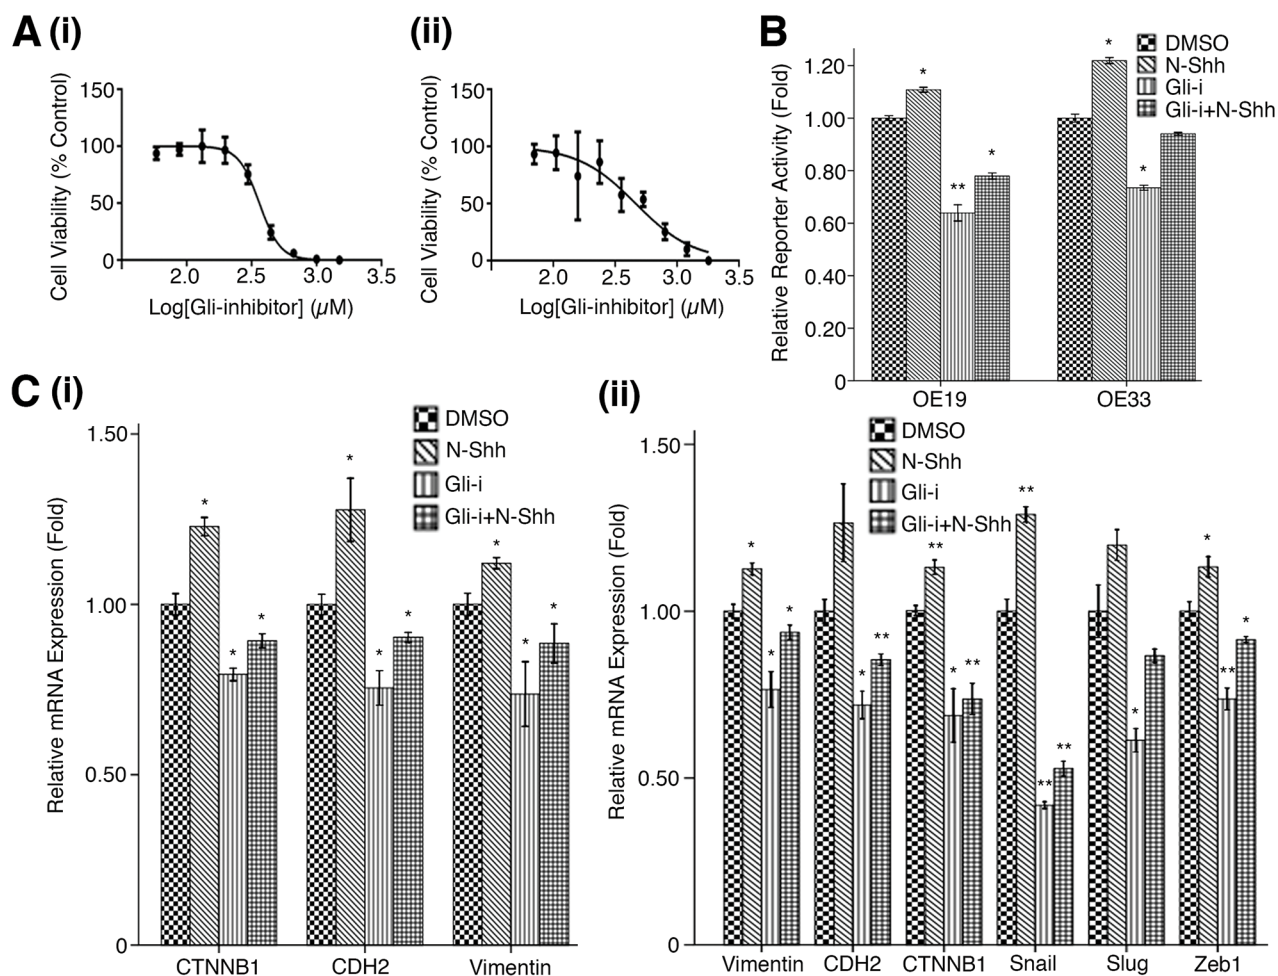 A (i)
(ii)
B
Cell Viability (% Control)
150
100
50
0
2.0 2.5 3.0 3.5
Log[Gli-inhibitor] (µM)
Cell Viability (% Control)
150
100
50
0
2.0 2.5 3.0 3.5
Log[Gli-inhibitor] (µM)
Relative Reporter Activity (Fold)
1.20
1.00
0.80
0.60
0.40
0.20
0
* ** *
* *
OE19 OE33
DMSO
N-Shh
Gli-i
Gli-i+N-Shh
C (i)
Relative mRNA Expression (Fold)
1.50
1.00
0.50
0
* * *
* * *
* * *
CTNNB1 CDH2 Vimentin
DMSO
N-Shh
Gli-i
Gli-i+N-Shh
(ii)
Relative mRNA Expression (Fold)
1.50
1.00
0.50
0
* * *
* **
** * **
** ** **
*
* ** *
Vimentin CDH2 CTNNB1 Snail Slug Zeb1
DMSO
N-Shh
Gli-i
Gli-i+N-Shh